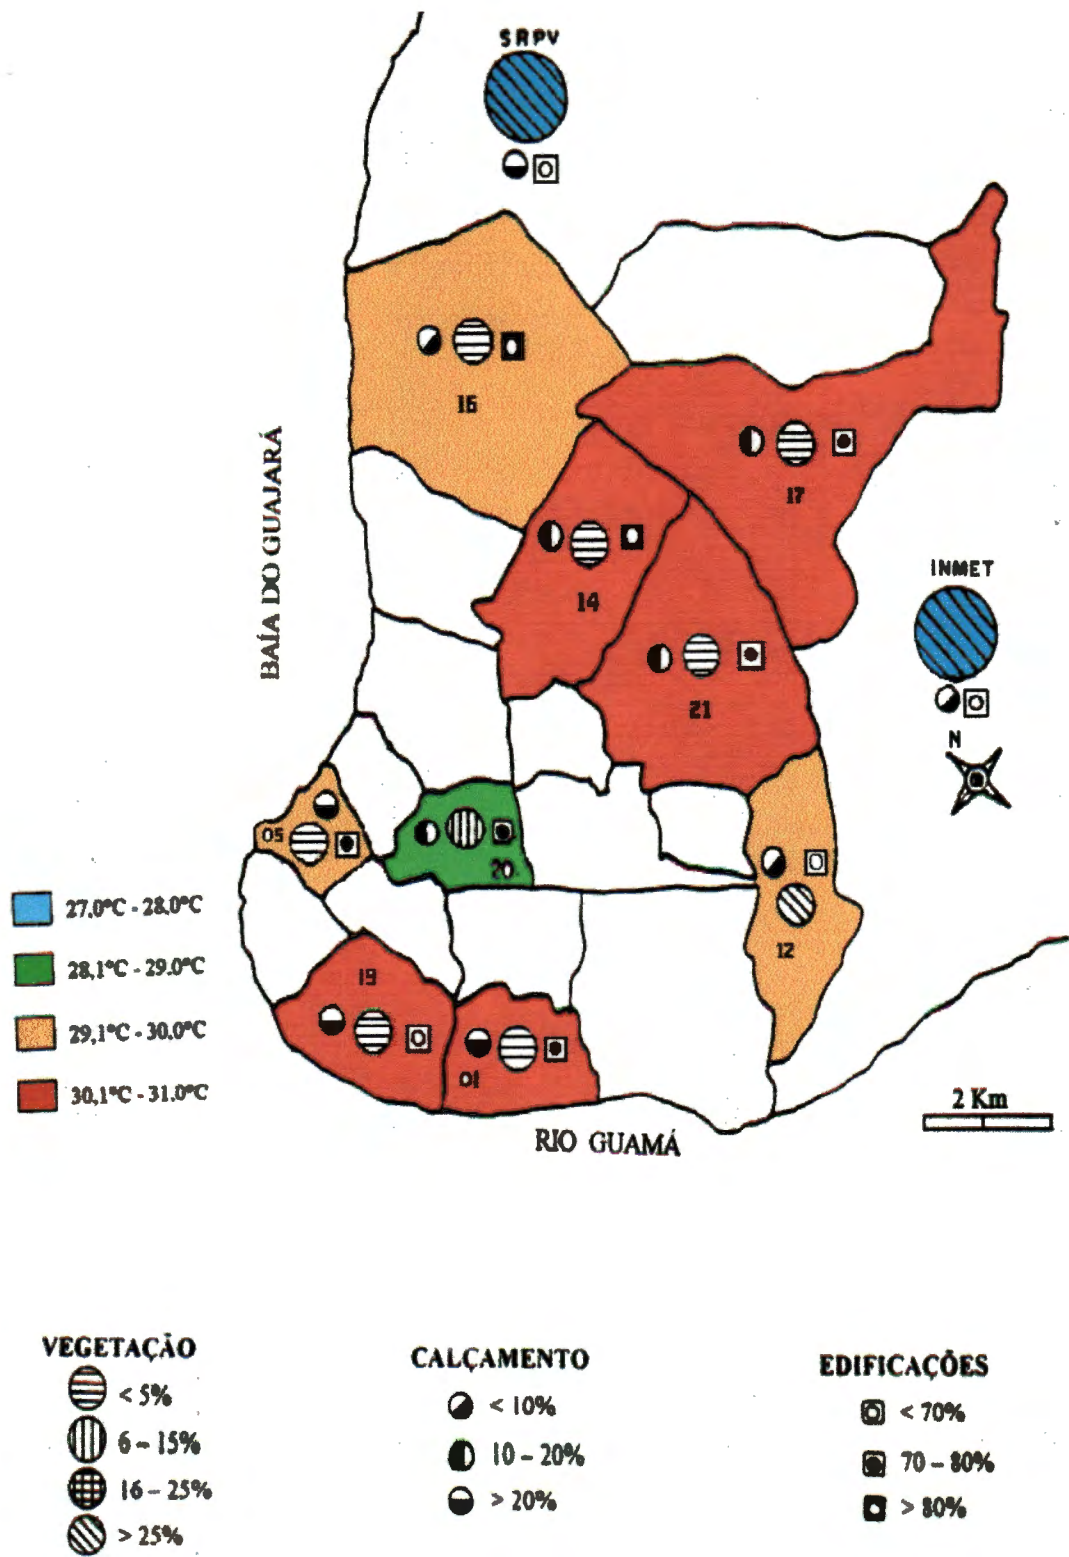 SRPV
16
17
BAÍA DO GUAJARÁ
14
INMET
21
N
05
20
12
27.0°C - 28.0°C
28,1°C - 29.0°C
29,1°C - 30.0°C
30,1°C - 31.0°C
19
01
2 Km
RIO GUAMÁ
VEGETAÇÃO
< 5%
6 - 15%
16 - 25%
> 25%
CALÇAMENTO
< 10%
10 - 20%
> 20%
EDIFICAÇÕES
< 70%
70 - 80%
> 80%